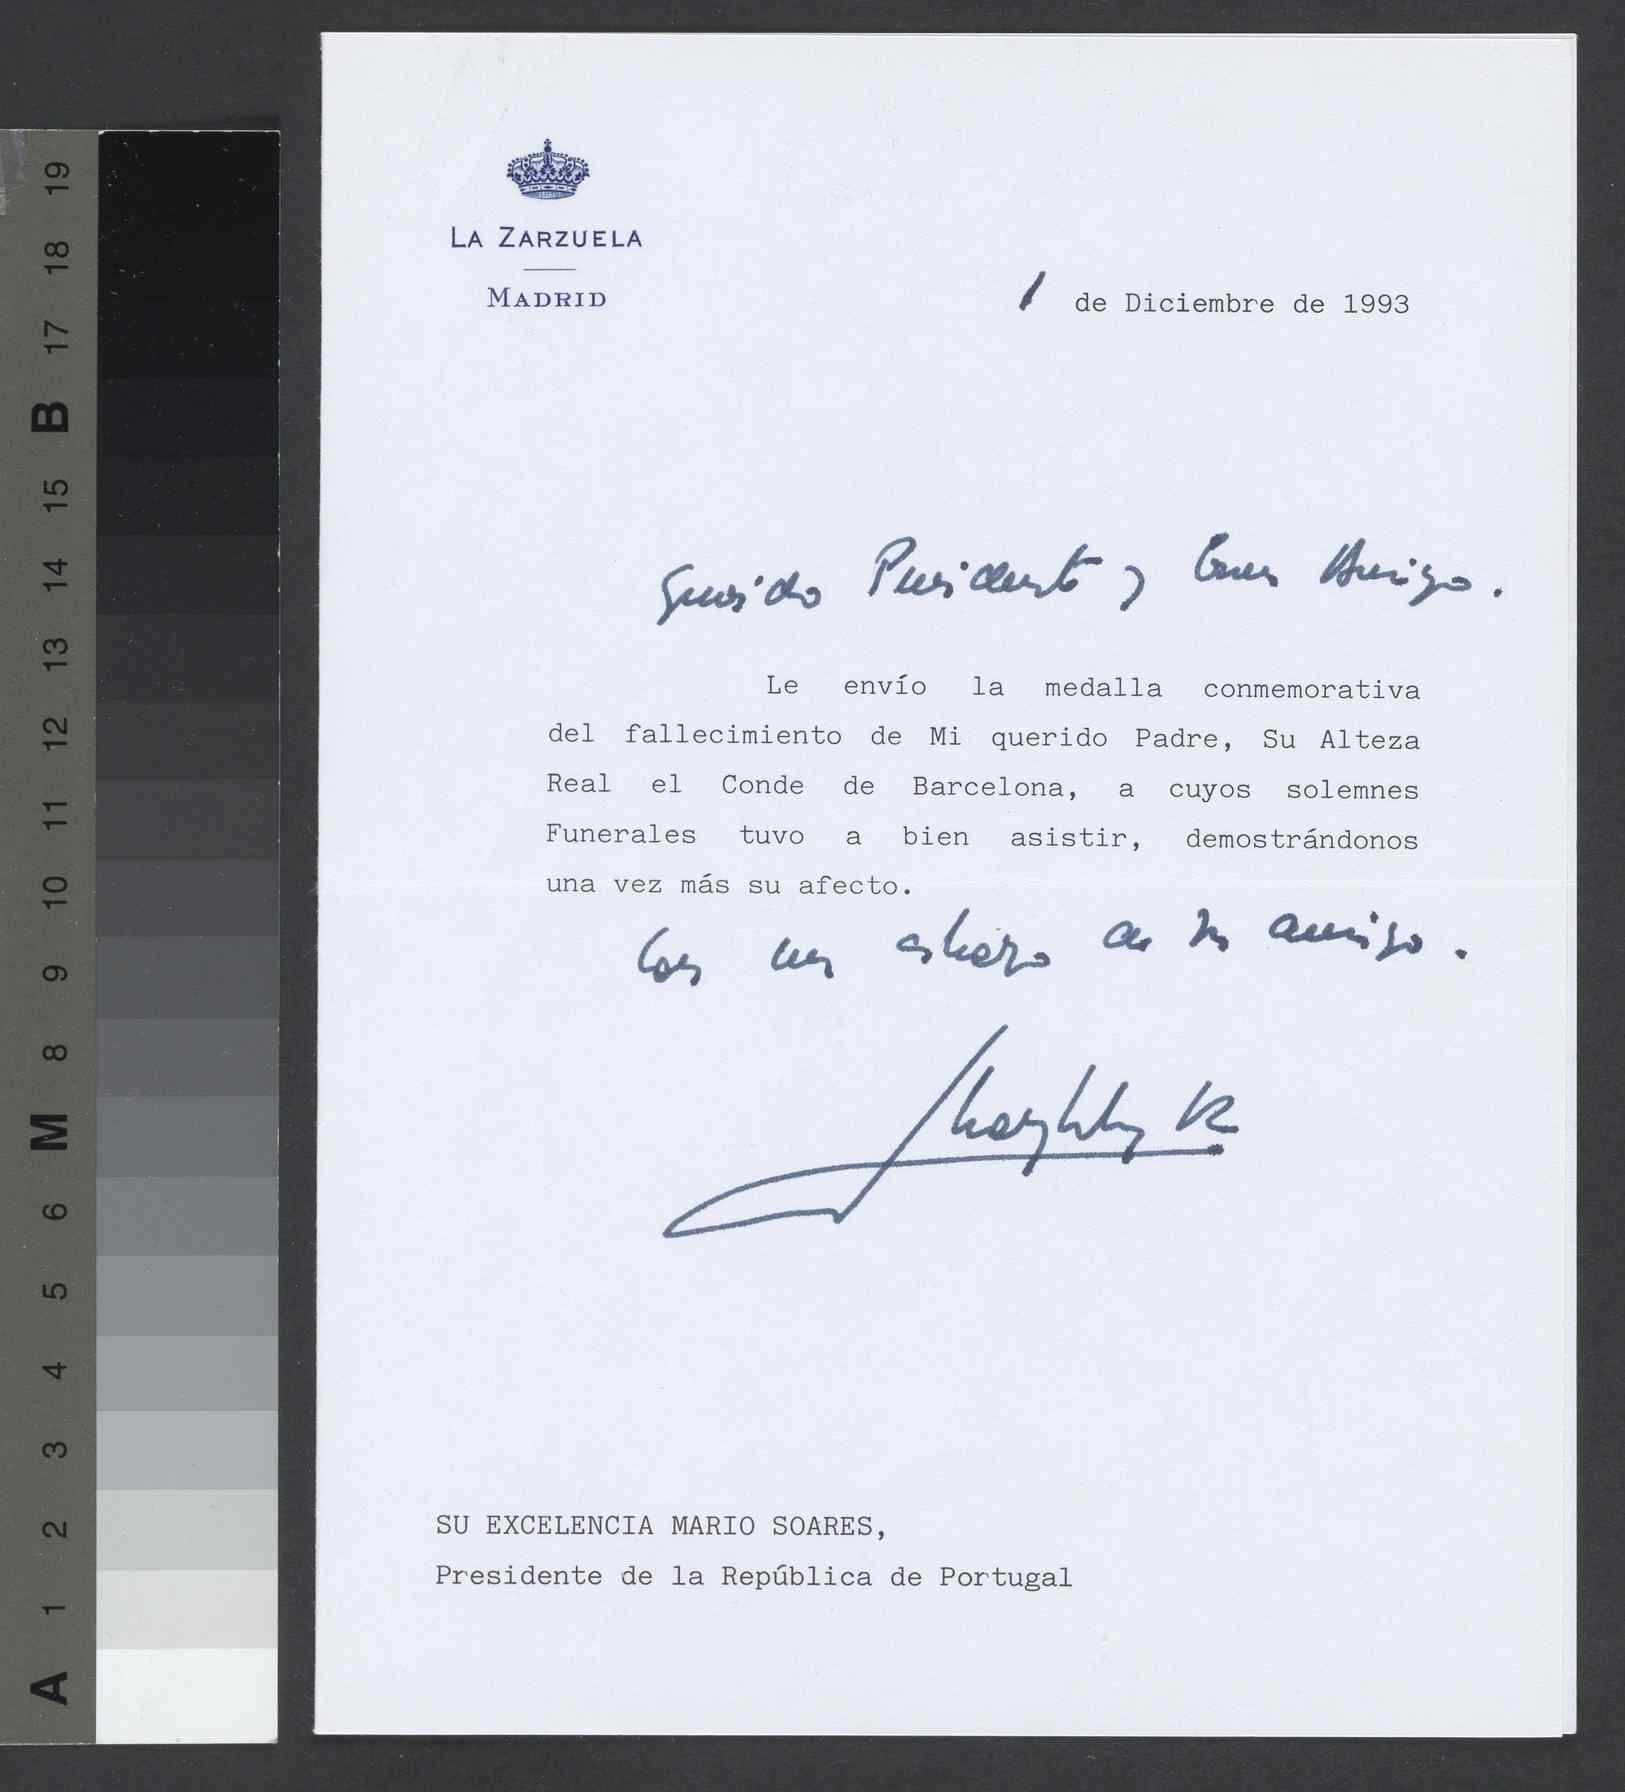 LA ZARZUELA
MADRID
1 de Diciembre de 1993
Querido Presidente y buen Amigo.
Le envío la medalla conmemorativa
del fallecimiento de Mi querido Padre, Su Alteza
Real el Conde de Barcelona, a cuyos solemnes
Funerales tuvo a bien asistir, demostrándonos
una vez más su afecto.
Con un abrazo de su amigo.
Juan Carlos R
SU EXCELENCIA MARIO SOARES,
Presidente de la República de Portugal
19
18
17
B
15
14
13
12
11
10
9
8
M
6
5
4
3
2
1
A